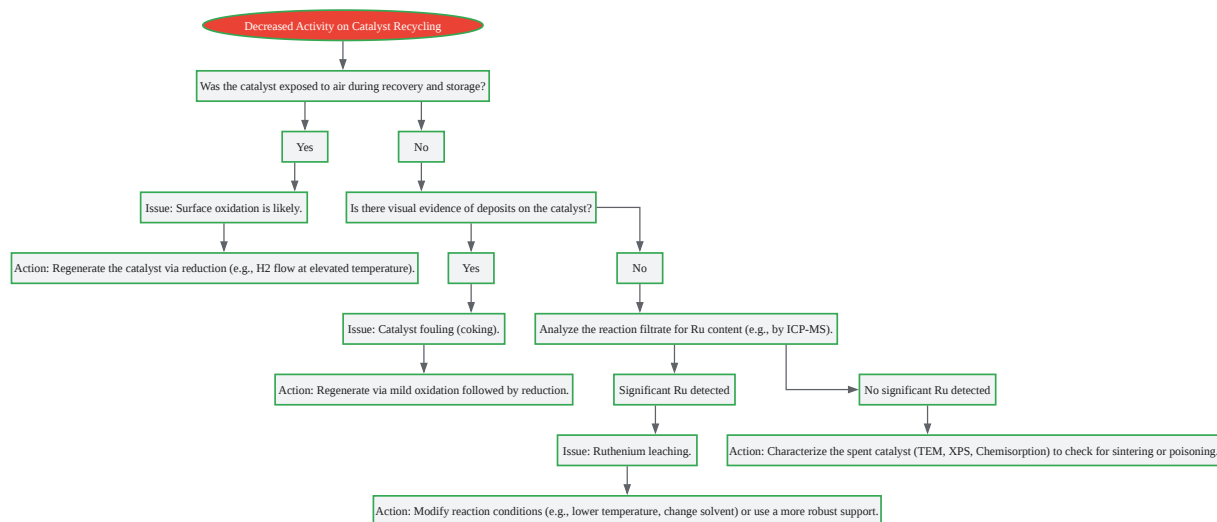 Decreased Activity on Catalyst Recycling
Was the catalyst exposed to air during recovery and storage?
Yes
No
Issue: Surface oxidation is likely.
Is there visual evidence of deposits on the catalyst?
Action: Regenerate the catalyst via reduction (e.g., H2 flow at elevated temperature).
Yes
No
Issue: Catalyst fouling (coking).
Analyze the reaction filtrate for Ru content (e.g., by ICP-MS).
Action: Regenerate via mild oxidation followed by reduction.
Significant Ru detected
No significant Ru detected
Issue: Ruthenium leaching.
Action: Characterize the spent catalyst (TEM, XPS, Chemisorption) to check for sintering or poisoning.
Action: Modify reaction conditions (e.g., lower temperature, change solvent) or use a more robust support.